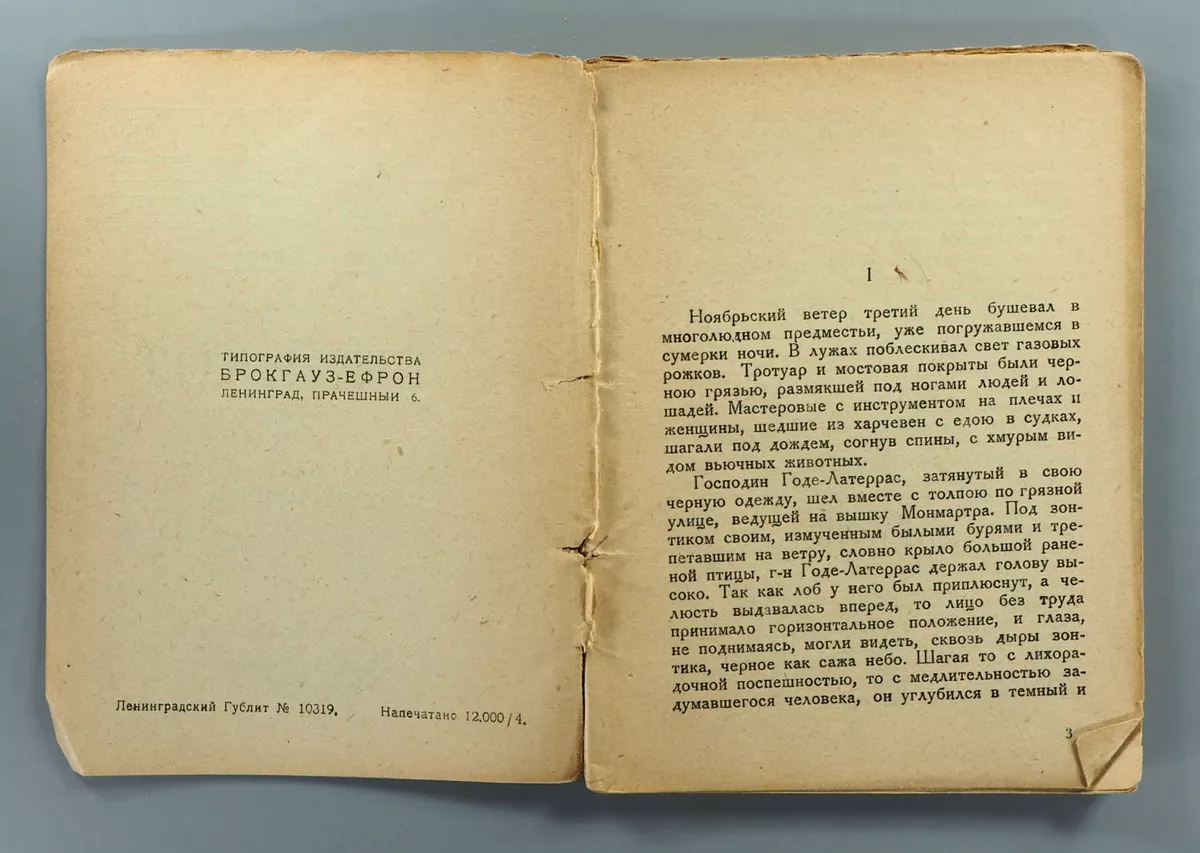 ТИПОГРАФИЯ ИЗДАТЕЛЬСТВА
БРОКГАУЗ-ЕФРОН
ЛЕНИНГРАД, ПРАЧЕШНЫЙ 6.
Ленинградский Гублит № 10319.
Напечатано 12.000/4.
I
Ноябрьский ветер третий день бушевал в
многолюдном предместьи, уже погружавшемся в
сумерки ночи. В лужах поблескивал свет газовых
рожков. Тротуар и мостовая покрыты были чер-
ною грязью, размякшей под ногами людей и ло-
шадей. Мастеровые с инструментом на плечах и
женщины, шедшие из харчевен с едою в судках,
шагали под дождем, согнув спины, с хмурым ви-
дом вьючных животных.
Господин Годе-Латеррас, затянутый в свою
черную одежду, шел вместе с толпою по грязной
улице, ведущей на вышку Монмартра. Под зон-
тиком своим, измученным былыми бурями и тре-
петавшим на ветру, словно крыло большой ране-
ной птицы, г-н Годе-Латеррас держал голову вы-
соко. Так как лоб у него был приплюснут, а че-
люсть выдавалась вперед, то лицо без труда
принимало горизонтальное положение, и глаза,
не поднимаясь, могли видеть, сквозь дыры зон-
тика, черное как сажа небо. Шагая то с лихора-
дочной поспешностью, то с медлительностью за-
думавшегося человека, он углубился в темный и
3